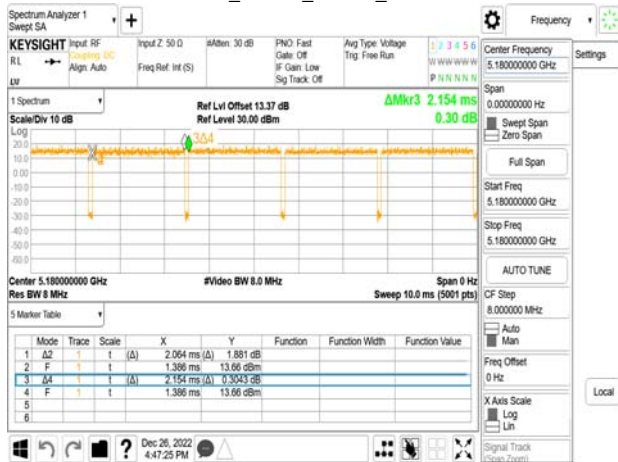 Spectrum Analyzer 1
Swept SA
+
Frequency
KEYSIGHT
RL
Input: RF
Coupling: DC
Align: Auto
Input Z: 50 Ω
Freq Ref: Int (S)
#Atten: 30 dB
PNO: Fast
Gate: Off
IF Gain: Low
Sig Track: Off
Avg Type: Voltage
Trig: Free Run
1 2 3 4 5 6
W W W W W W
P N N N N N
Center Frequency
5.180000000 GHz
Settings
Span
0.00000000 Hz
Swept Span
Zero Span
Full Span
Start Freq
5.180000000 GHz
Stop Freq
5.180000000 GHz
AUTO TUNE
CF Step
8.000000 MHz
Auto
Man
Freq Offset
0 Hz
X Axis Scale
Log
Lin
Local
Signal Track
(Span Zoom)
1 Spectrum
Scale/Div 10 dB
Ref Lvl Offset 13.37 dB
Ref Level 30.00 dBm
ΔMkr3 2.154 ms
0.30 dB
Log
20.0
10.0
0.00
-10.0
-20.0
-30.0
-40.0
-50.0
-60.0
3Δ4
Center 5.180000000 GHz
Res BW 8 MHz
#Video BW 8.0 MHz
Span 0 Hz
Sweep 10.0 ms (5001 pts)
5 Marker Table
Mode Trace Scale X Y Function Function Width Function Value
1 Δ2 1 t (Δ) 2.064 ms (Δ) 1.881 dB
2 F 1 t 1.386 ms 13.66 dBm
3 Δ4 1 t (Δ) 2.154 ms (Δ) 0.3043 dB
4 F 1 t 1.386 ms 13.66 dBm
5
6
?
Dec 26, 2022
4:47:25 PM